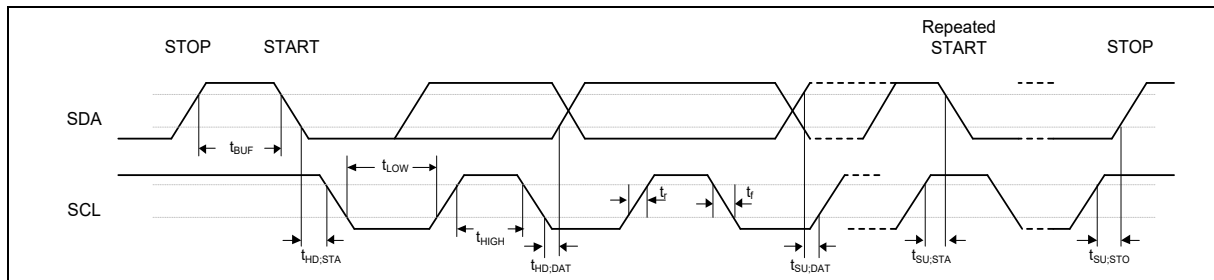 Repeated
STOP START START STOP
SDA
tBUF
tLOW
tr tf
SCL
tHIGH
tHD;STA tHD;DAT tSU;DAT tSU;STA tSU;STO